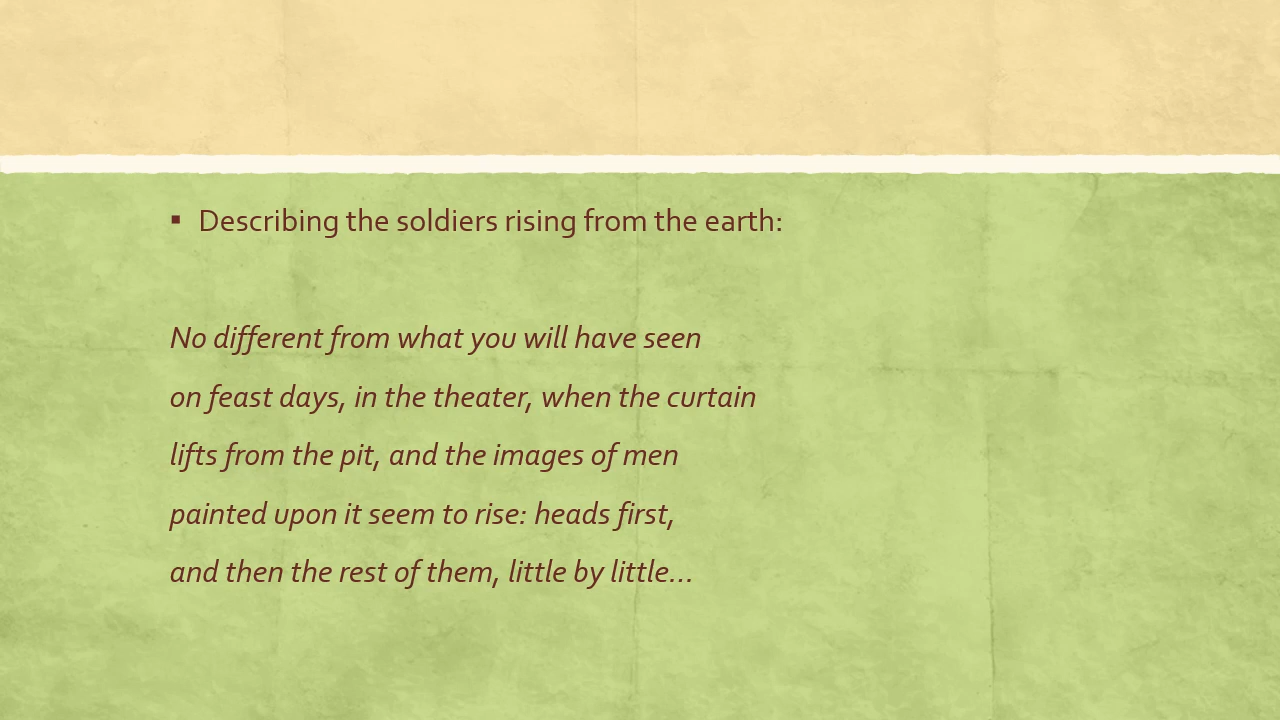 ▪ Describing the soldiers rising from the earth:
No different from what you will have seen
on feast days, in the theater, when the curtain
lifts from the pit, and the images of men
painted upon it seem to rise: heads first,
and then the rest of them, little by little…